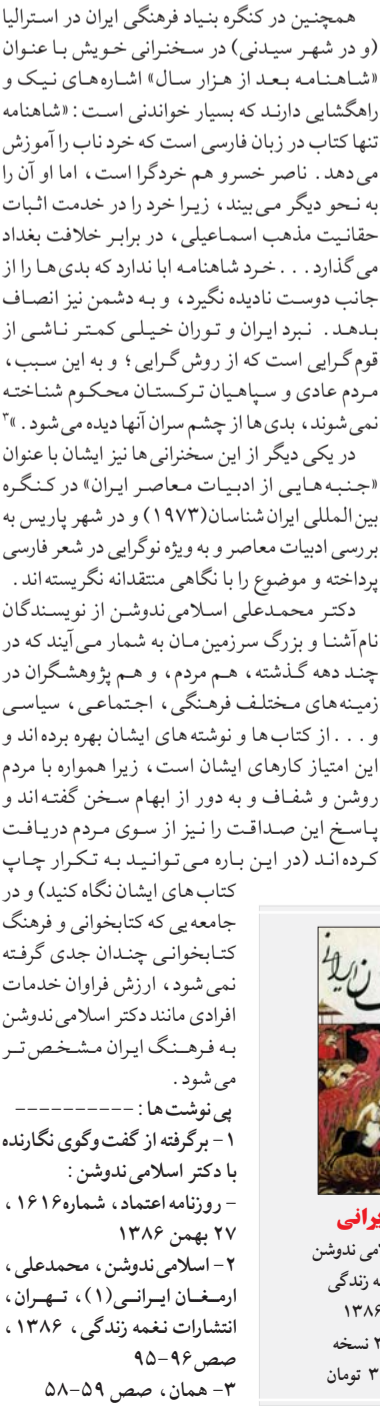 همچنین در کنگره بنیاد فرهنگی ایران در استرالیا
(و در شهر سیدنی) در سخنرانی خویش با عنوان
«شاهنامه بعد از هزار سال» اشاره‌های نیک و
راهگشایی دارند که بسیار خواندنی است: «شاهنامه
تنها کتاب در زبان فارسی است که خرد ناب را آموزش
می‌دهد. ناصر خسرو هم خردگرا است، اما او آن را
به نحو دیگر می‌بیند، زیرا خرد را در خدمت اثبات
حقانیت مذهب اسماعیلی، در برابر خلافت بغداد
می‌گذارد... خرد شاهنامه ابا ندارد که بدی‌ها را از
جانب دوست نادیده نگیرد، و به دشمن نیز انصاف
بدهد. نبرد ایران و توران خیلی کمتر ناشی از
قوم‌گرایی است که از روش‌گرایی؛ و به این سبب،
مردم عادی و سپاهیان ترکستان محکوم شناخته
نمی‌شوند، بدی‌ها از چشم سران آنها دیده می‌شود.»۳
در یکی دیگر از این سخنرانی‌ها نیز ایشان با عنوان
«جنبه‌هایی از ادبیات معاصر ایران» در کنگره
بین‌المللی ایران‌شناسان(۱۹۷۳) و در شهر پاریس به
بررسی ادبیات معاصر و به ویژه نوگرایی در شعر فارسی
پرداخته و موضوع را با نگاهی منتقدانه نگریسته‌اند.
دکتر محمدعلی اسلامی‌ندوشن از نویسندگان
نام‌آشنا و بزرگ سرزمین‌مان به شمار می‌آیند که در
چند دهه گذشته، هم مردم، و هم پژوهشگران در
زمینه‌های مختلف فرهنگی، اجتماعی، سیاسی
و... از کتاب‌ها و نوشته‌های ایشان بهره برده‌اند و
این امتیاز کارهای ایشان است، زیرا همواره با مردم
روشن و شفاف و به دور از ابهام سخن گفته‌اند و
پاسخ این صداقت را نیز از سوی مردم دریافت
کرده‌اند (در این باره می‌توانید به تکرار چاپ
کتاب‌های ایشان نگاه کنید) و در
جامعه‌یی که کتابخوانی و فرهنگ
کتابخوانی چندان جدی گرفته
نمی‌شود، ارزش فراوان خدمات
افرادی مانند دکتر اسلامی‌ندوشن
به فرهنگ ایران مشخص‌تر
می‌شود.
پی‌نوشت‌ها: ----------
۱- برگرفته از گفت‌وگوی نگارنده
با دکتر اسلامی‌ندوشن:
- روزنامه اعتماد، شماره۱۶۱۶،
۲۷ بهمن ۱۳۸۶
۲- اسلامی‌ندوشن، محمدعلی،
ارمغان ایرانی(۱)، تهران،
انتشارات نغمه زندگی، ۱۳۸۶،
صص۹۶-۹۵
۳- همان، صص ۵۹-۵۸
ایرانی
ندوشن
زندگی
نسخه
تومان